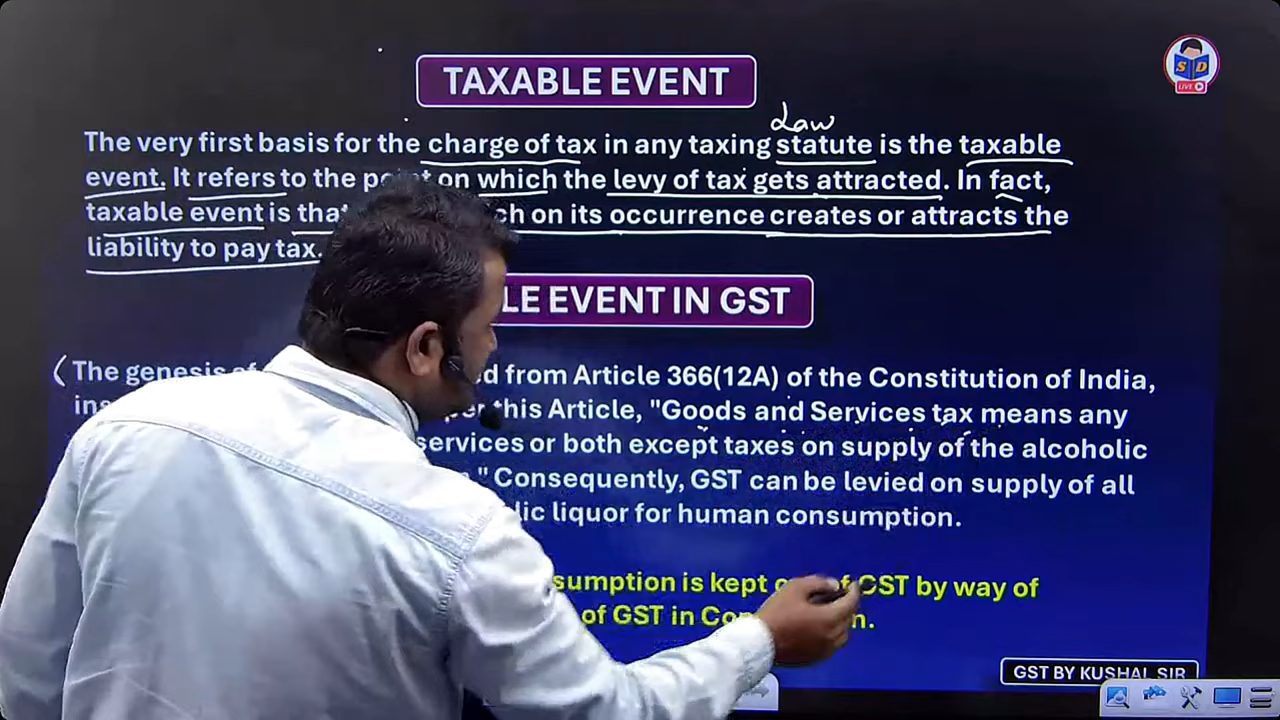 TAXABLE EVENT
S D
LIVE
Law
The very first basis for the charge of tax in any taxing statute is the taxable
event. It refers to the point on which the levy of tax gets attracted. In fact,
taxable event is that ch on its occurrence creates or attracts the
liability to pay tax.
LE EVENT IN GST
(The genesis of d from Article 366(12A) of the Constitution of India,
ins per this Article, "Goods and Services tax means any
services or both except taxes on supply of the alcoholic
" Consequently, GST can be levied on supply of all
lic liquor for human consumption.
sumption is kept of GST by way of
of GST in Con n.
GST BY KUSHAL SIR